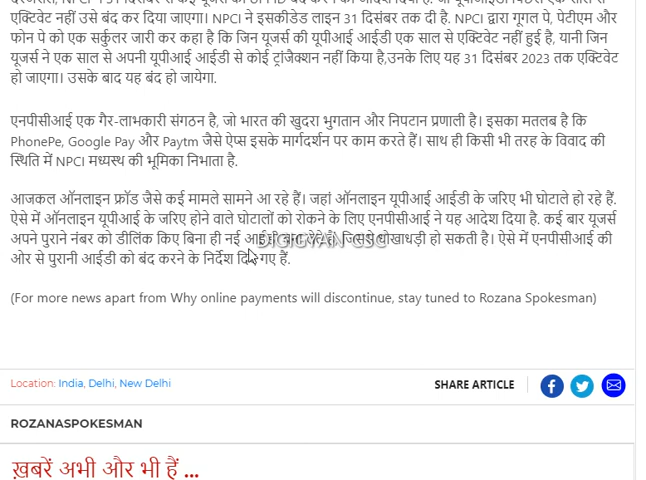 एक्टिवेट नहीं उसे बंद कर दिया जाएगा। NPCI ने इसकीडेड लाइन 31 दिसंबर तक दी है. NPCI द्वारा गूगल पे, पेटीएम और
फोन पे को एक सर्कुलर जारी कर कहा है कि जिन यूजर्स की यूपीआई आईडी एक साल से एक्टिवेट नहीं हुई है, यानी जिन
यूजर्स ने एक साल से अपनी यूपीआई आईडी से कोई ट्रांजैक्शन नहीं किया है,उनके लिए यह 31 दिसंबर 2023 तक एक्टिवेट
हो जाएगा। उसके बाद यह बंद हो जायेगा.
एनपीसीआई एक गैर-लाभकारी संगठन है, जो भारत की खुदरा भुगतान और निपटान प्रणाली है। इसका मतलब है कि
PhonePe, Google Pay और Paytm जैसे ऐप्स इसके मार्गदर्शन पर काम करते हैं। साथ ही किसी भी तरह के विवाद की
स्थिति में NPCI मध्यस्थ की भूमिका निभाता है.
आजकल ऑनलाइन फ्रॉड जैसे कई मामले सामने आ रहे हैं। जहां ऑनलाइन यूपीआई आईडी के जरिए भी घोटाले हो रहे हैं.
ऐसे में ऑनलाइन यूपीआई के जरिए होने वाले घोटालों को रोकने के लिए एनपीसीआई ने यह आदेश दिया है. कई बार यूजर्स
अपने पुराने नंबर को डीलिंक किए बिना ही नई आईडी बना लेते हैं, जिससे धोखाधड़ी हो सकती है। ऐसे में एनपीसीआई की
DIGIGYAN CSC
ओर से पुरानी आईडी को बंद करने के निर्देश दिए गए हैं.
(For more news apart from Why online payments will discontinue, stay tuned to Rozana Spokesman)
Location: India, Delhi, New Delhi
SHARE ARTICLE
ROZANASPOKESMAN
ख़बरें अभी और भी हैं ...